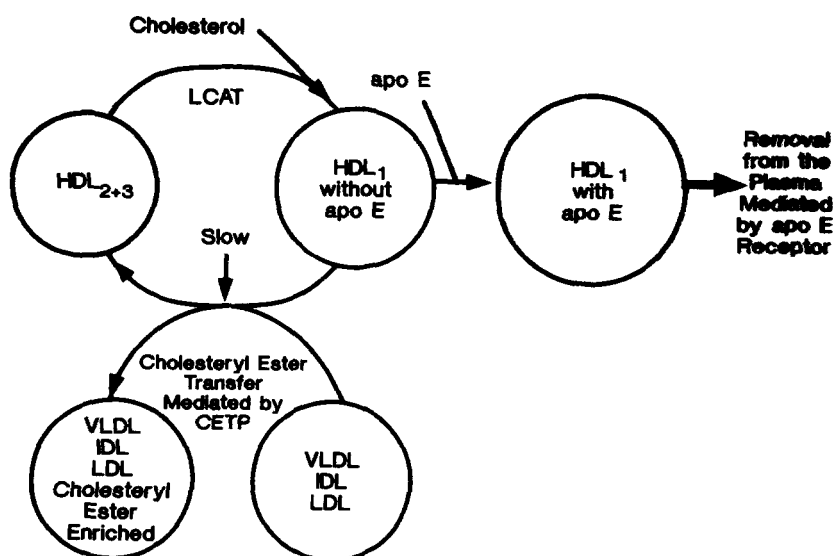 Cholesterol
LCAT
apo E
HDL2+3
HDL1
without
apo E
HDL1
with
apo E
Removal
from the
Plasma
Mediated
by apo E
Receptor
Slow
Cholesteryl Ester
Transfer
Mediated by
CETP
VLDL
IDL
LDL
Cholesteryl
Ester
Enriched
VLDL
IDL
LDL